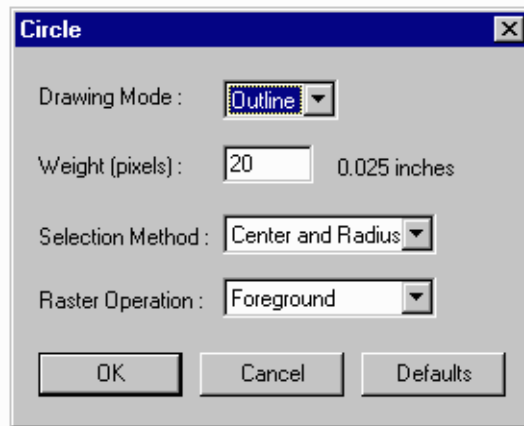 Circle
Drawing Mode : Outline
Weight (pixels) : 20 0.025 inches
Selection Method : Center and Radius
Raster Operation : Foreground
OK Cancel Defaults